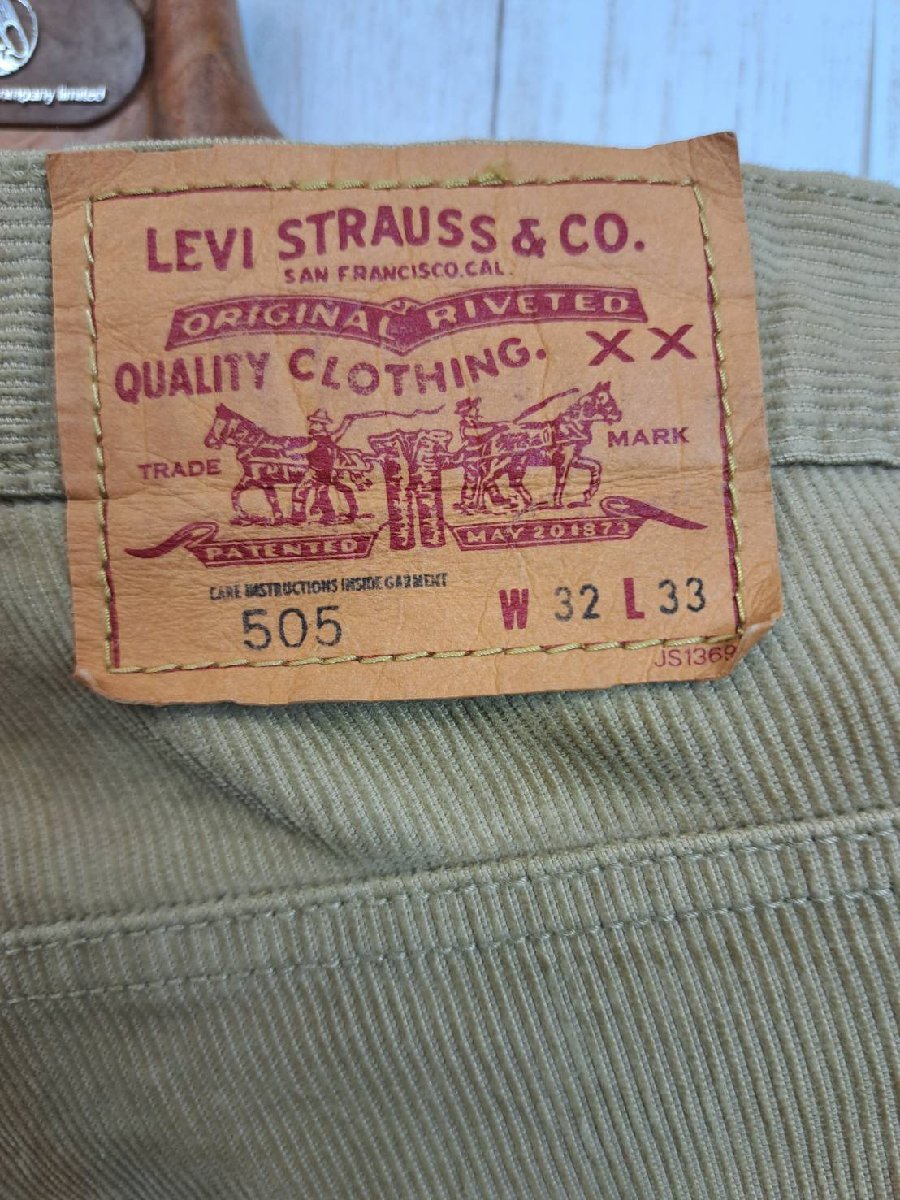 company limited
LEVI STRAUSS & CO.
SAN FRANCISCO.CAL.
ORIGINAL RIVETED
QUALITY CLOTHING. XX
TRADE MARK
PATENTED MAY 20 1873
CARE INSTRUCTIONS INSIDE GARMENT
505 W 32 L 33
JS1369